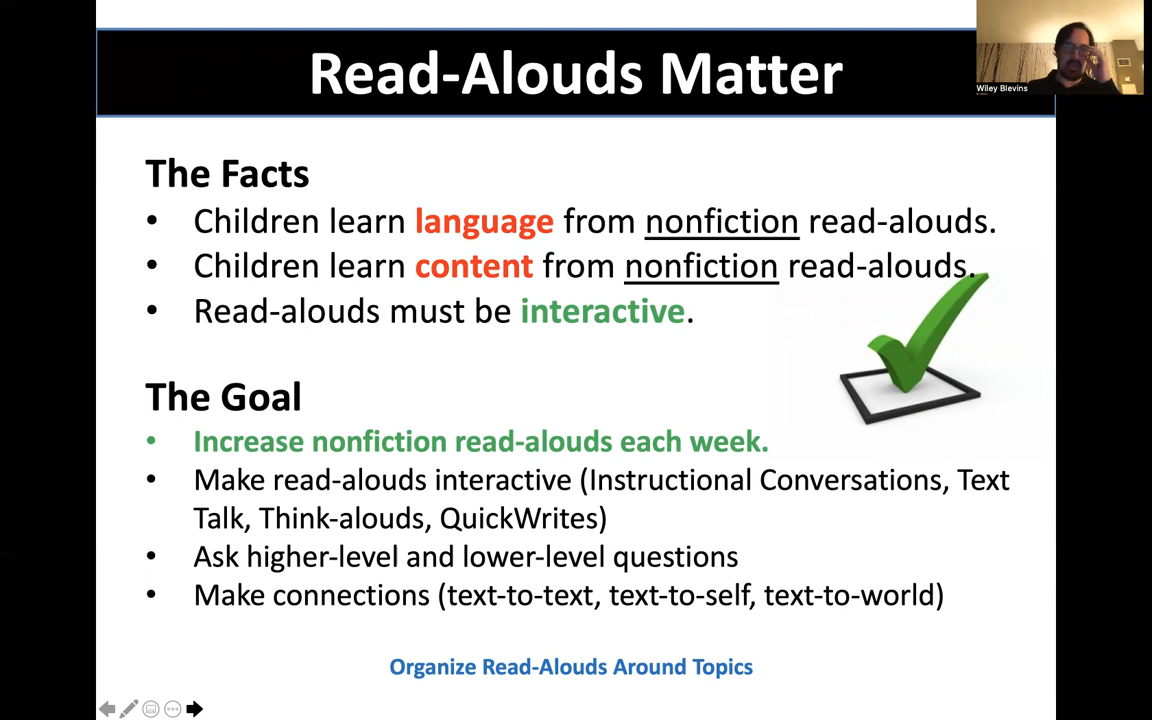 Read-Alouds Matter
Wiley Blevins
The Facts
• Children learn language from nonfiction read-alouds.
• Children learn content from nonfiction read-alouds.
• Read-alouds must be interactive.
The Goal
• Increase nonfiction read-alouds each week.
• Make read-alouds interactive (Instructional Conversations, Text
Talk, Think-alouds, QuickWrites)
• Ask higher-level and lower-level questions
• Make connections (text-to-text, text-to-self, text-to-world)
Organize Read-Alouds Around Topics